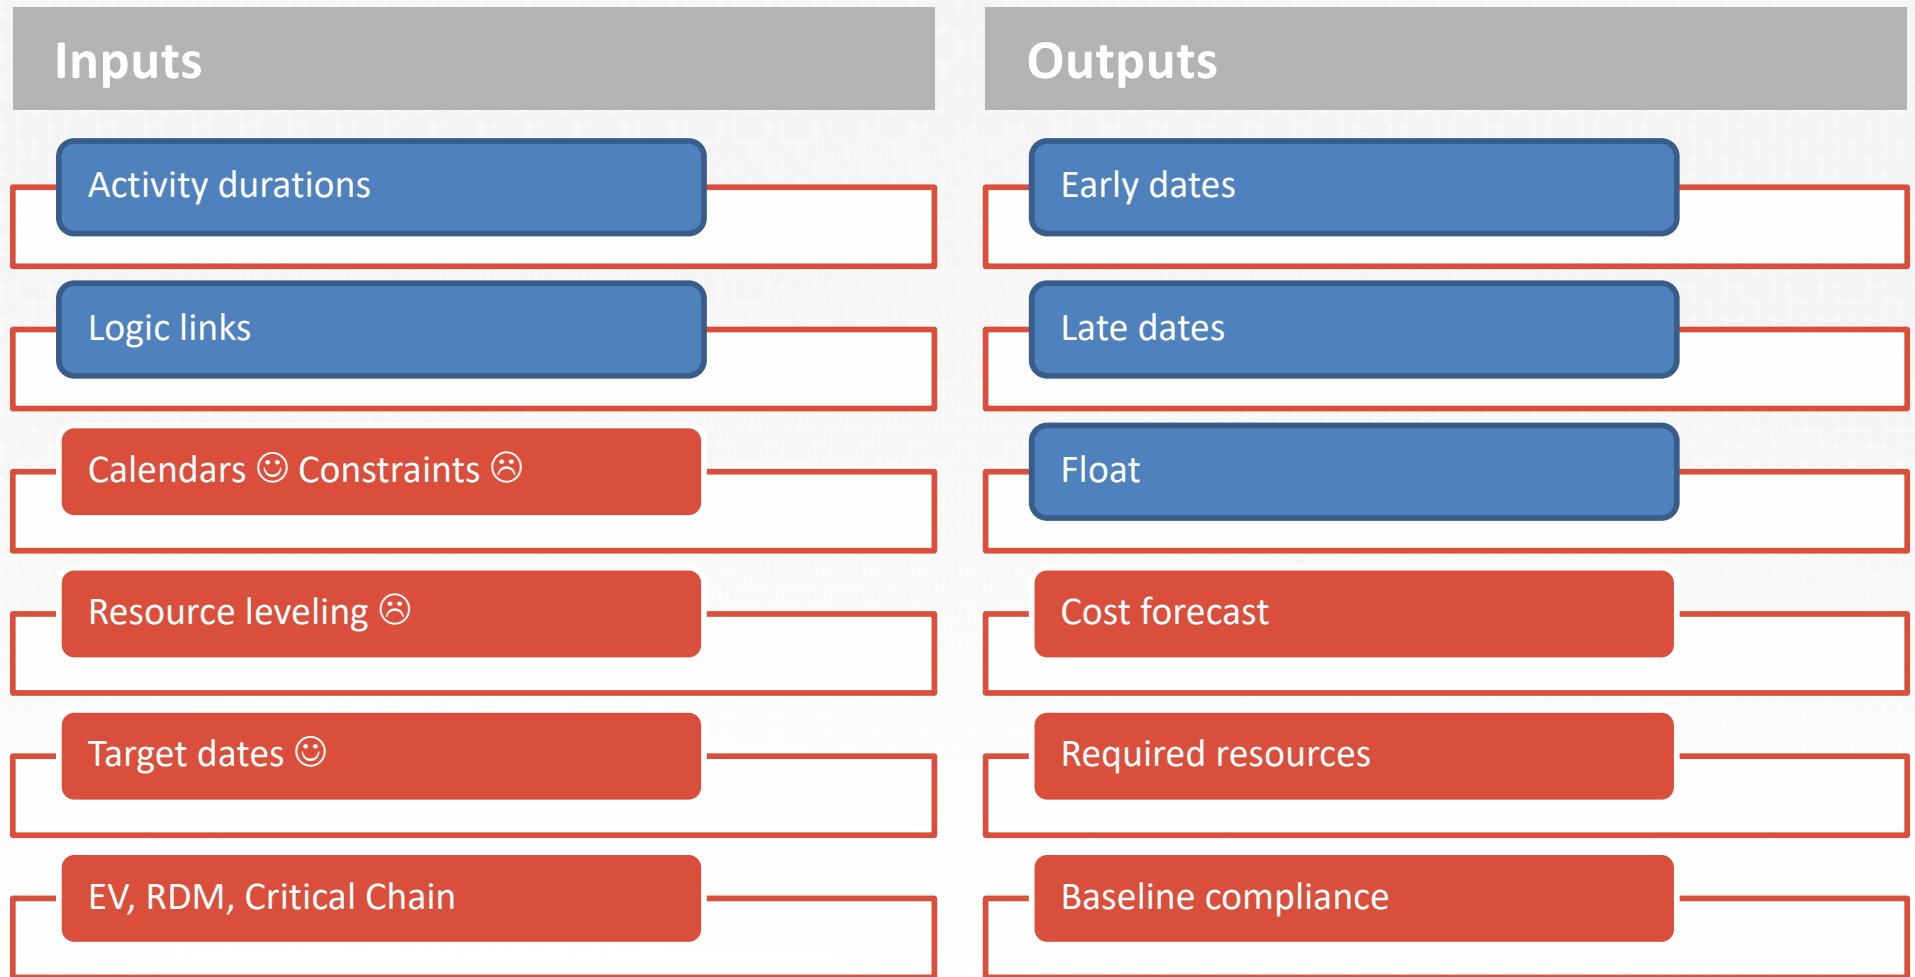 Inputs
Activity durations
Logic links
Calendars ☺ Constraints ☹
Resource leveling ☹
Target dates ☺
EV, RDM, Critical Chain
Outputs
Early dates
Late dates
Float
Cost forecast
Required resources
Baseline compliance